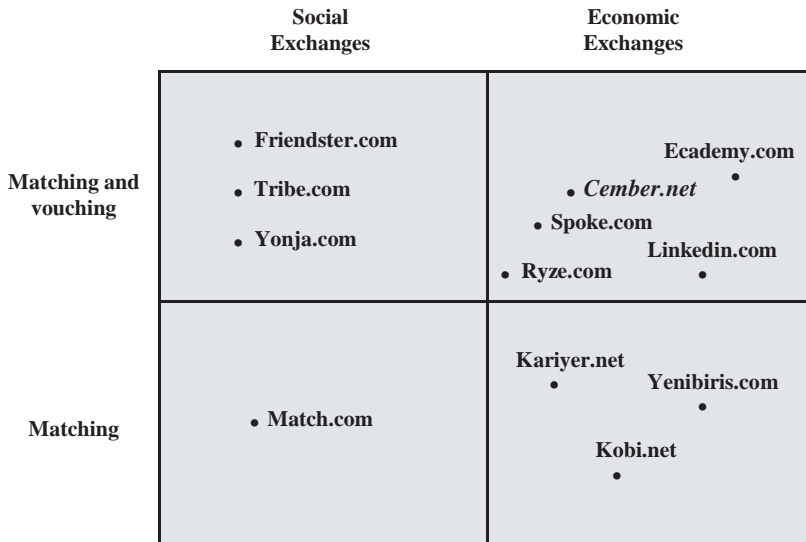 Social
Exchanges
Economic
Exchanges
Matching and
vouching
Friendster.com
Tribe.com
Yonja.com
Ecademy.com
Cember.net
Spoke.com
Linkedin.com
Ryze.com
Matching
Match.com
Kariyer.net
Yenibiris.com
Kobi.net